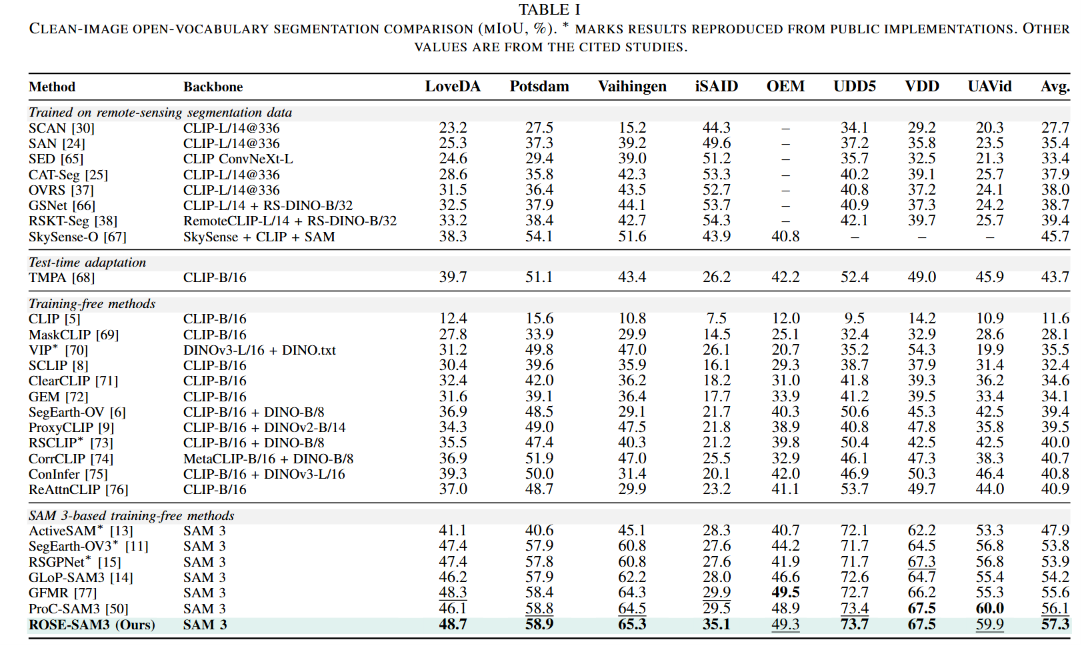 TABLE I
CLEAN-IMAGE OPEN-VOCABULARY SEGMENTATION COMPARISON (MIOU, %). * MARKS RESULTS REPRODUCED FROM PUBLIC IMPLEMENTATIONS. OTHER
VALUES ARE FROM THE CITED STUDIES.
Method Backbone LoveDA Potsdam Vaihingen iSAID OEM UDD5 VDD UAVid Avg.
Trained on remote-sensing segmentation data
SCAN [30] CLIP-L/14@336 23.2 27.5 15.2 44.3 – 34.1 29.2 20.3 27.7
SAN [24] CLIP-L/14@336 25.3 37.3 39.2 49.6 – 37.2 35.8 23.5 35.4
SED [65] CLIP ConvNeXt-L 24.6 29.4 39.0 51.2 – 35.7 32.5 21.3 33.4
CAT-Seg [25] CLIP-L/14@336 28.6 35.8 42.3 53.3 – 40.2 39.1 25.7 37.9
OVRS [37] CLIP-L/14@336 31.5 36.4 43.5 52.7 – 40.8 37.2 24.1 38.0
GSNet [66] CLIP-L/14 + RS-DINO-B/32 32.5 37.9 44.1 53.7 – 40.9 37.3 24.2 38.7
RSKT-Seg [38] RemoteCLIP-L/14 + RS-DINO-B/32 33.2 38.4 42.7 54.3 – 42.1 39.7 25.7 39.4
SkySense-O [67] SkySense + CLIP + SAM 38.3 54.1 51.6 43.9 40.8 – – – 45.7
Test-time adaptation
TMPA [68] CLIP-B/16 39.7 51.1 43.4 26.2 42.2 52.4 49.0 45.9 43.7
Training-free methods
CLIP [5] CLIP-B/16 12.4 15.6 10.8 7.5 12.0 9.5 14.2 10.9 11.6
MaskCLIP [69] CLIP-B/16 27.8 33.9 29.9 14.5 25.1 32.4 32.9 28.6 28.1
VIP* [70] DINOv3-L/16 + DINO.txt 31.2 49.8 47.0 26.1 20.7 35.2 54.3 19.9 35.5
SCLIP [8] CLIP-B/16 30.4 39.6 35.9 16.1 29.3 38.7 37.9 31.4 32.4
ClearCLIP [71] CLIP-B/16 32.4 42.0 36.2 18.2 31.0 41.8 39.3 36.2 34.6
GEM [72] CLIP-B/16 31.6 39.1 36.4 17.7 33.9 41.2 39.5 33.4 34.1
SegEarth-OV [6] CLIP-B/16 + DINO-B/8 36.9 48.5 29.1 21.7 40.3 50.6 45.3 42.5 39.4
ProxyCLIP [9] CLIP-B/16 + DINOv2-B/14 34.3 49.0 47.5 21.8 38.9 40.8 47.8 35.8 39.5
RSCLIP* [73] CLIP-B/16 + DINO-B/8 35.5 47.4 40.3 21.2 39.8 50.4 42.5 42.5 40.0
CorrCLIP [74] MetaCLIP-B/16 + DINO-B/8 36.9 51.9 47.0 25.5 32.9 46.1 47.3 38.3 40.7
ConInfer [75] CLIP-B/16 + DINOv3-L/16 39.3 50.0 31.4 20.1 42.0 46.9 50.3 46.4 40.8
ReAttnCLIP [76] CLIP-B/16 37.0 48.7 29.9 23.2 41.1 53.7 49.7 44.0 40.9
SAM 3-based training-free methods
ActiveSAM* [13] SAM 3 41.1 40.6 45.1 28.3 40.7 72.1 62.2 53.3 47.9
SegEarth-OV3* [11] SAM 3 47.4 57.9 60.8 27.6 44.2 71.7 64.5 56.8 53.8
RSGPNet* [15] SAM 3 47.4 57.8 60.8 27.6 41.9 71.7 67.3 56.8 53.9
GLoP-SAM3 [14] SAM 3 46.2 57.9 62.2 28.0 46.6 72.6 64.7 55.4 54.2
GFMR [77] SAM 3 48.3 58.4 64.3 29.9 49.5 72.7 66.2 55.3 55.6
ProC-SAM3 [50] SAM 3 46.1 58.8 64.5 29.5 48.9 73.4 67.5 60.0 56.1
ROSE-SAM3 (Ours) SAM 3 48.7 58.9 65.3 35.1 49.3 73.7 67.5 59.9 57.3